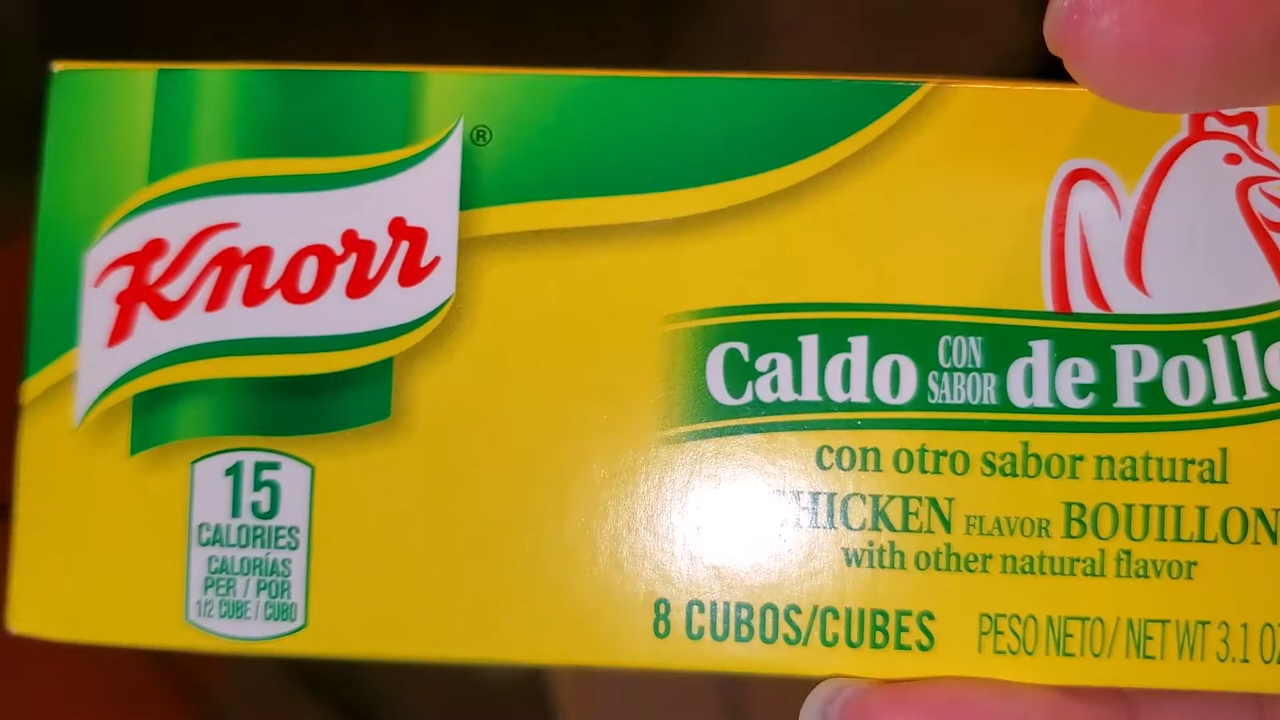 Knorr®
Caldo CON SABOR de Pollo
con otro sabor natural
CHICKEN FLAVOR BOUILLON
with other natural flavor
15
CALORIES
CALORÍAS
PER / POR
1/2 CUBE / CUBO
8 CUBOS/CUBES PESO NETO/ NET WT 3.1 OZ